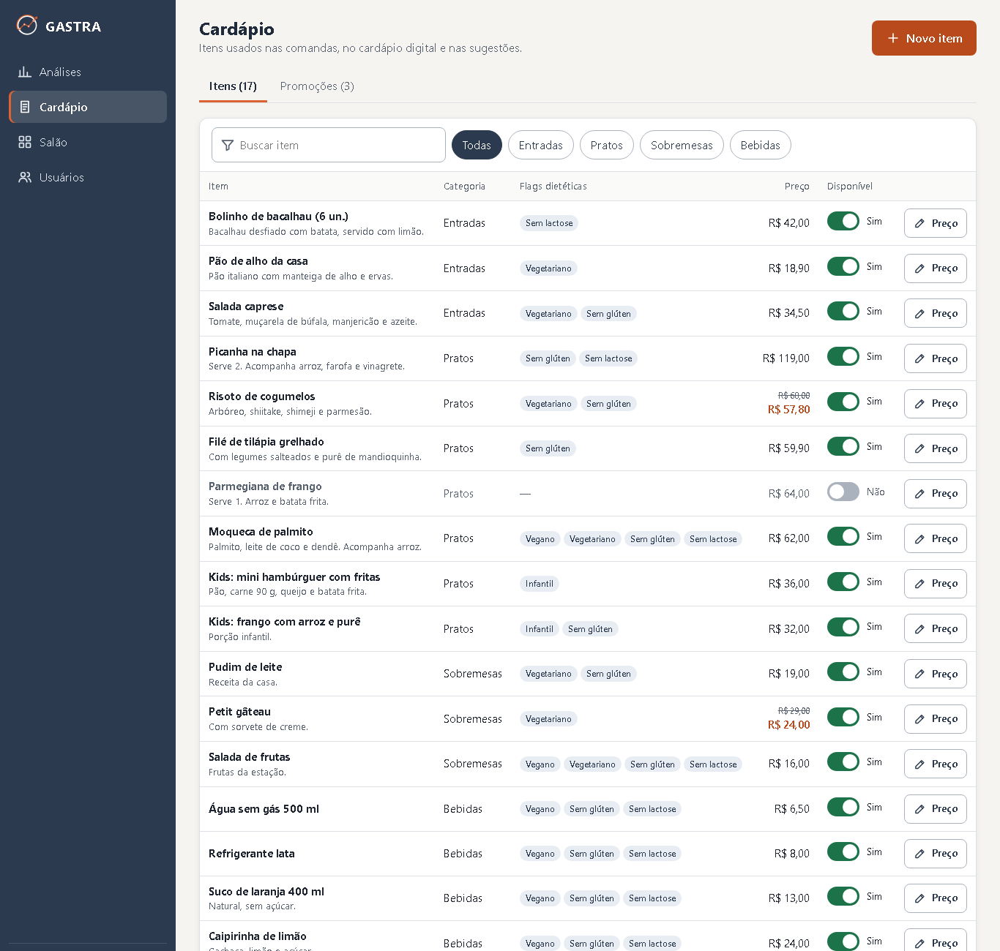 GASTRA
Análises
Cardápio
Salão
Usuários
Cardápio
Itens usados nas comandas, no cardápio digital e nas sugestões.
Novo item
Itens (17) Promoções (3)
Buscar item Todas Entradas Pratos Sobremesas Bebidas
Item Categoria Flags dietéticas Preço Disponível
Bolinho de bacalhau (6 un.)
Bacalhau desfiado com batata, servido com limão.
Entradas Sem lactose R$ 42,00 Sim Preço
Pão de alho da casa
Pão italiano com manteiga de alho e ervas.
Entradas Vegetariano R$ 18,90 Sim Preço
Salada caprese
Tomate, muçarela de búfala, manjericão e azeite.
Entradas Vegetariano Sem glúten R$ 34,50 Sim Preço
Picanha na chapa
Serve 2. Acompanha arroz, farofa e vinagrete.
Pratos Sem glúten Sem lactose R$ 119,00 Sim Preço
Risoto de cogumelos
Arbóreo, shiitake, shimeji e parmesão.
Pratos Vegetariano Sem glúten R$ 60,00 R$ 57,80 Sim Preço
Filé de tilápia grelhado
Com legumes salteados e purê de mandioquinha.
Pratos Sem glúten R$ 59,90 Sim Preço
Parmegiana de frango
Serve 1. Arroz e batata frita.
Pratos — R$ 64,00 Não Preço
Moqueca de palmito
Palmito, leite de coco e dendê. Acompanha arroz.
Pratos Vegano Vegetariano Sem glúten Sem lactose R$ 62,00 Sim Preço
Kids: mini hambúrguer com fritas
Pão, carne 90 g, queijo e batata frita.
Pratos Infantil R$ 36,00 Sim Preço
Kids: frango com arroz e purê
Porção infantil.
Pratos Infantil Sem glúten R$ 32,00 Sim Preço
Pudim de leite
Receita da casa.
Sobremesas Vegetariano Sem glúten R$ 19,00 Sim Preço
Petit gâteau
Com sorvete de creme.
Sobremesas Vegetariano R$ 29,00 R$ 24,00 Sim Preço
Salada de frutas
Frutas da estação.
Sobremesas Vegano Vegetariano Sem glúten Sem lactose R$ 16,00 Sim Preço
Água sem gás 500 ml
Bebidas Vegano Sem glúten Sem lactose R$ 6,50 Sim Preço
Refrigerante lata
Bebidas Vegano Sem glúten Sem lactose R$ 8,00 Sim Preço
Suco de laranja 400 ml
Natural, sem açúcar.
Bebidas Vegano Sem glúten Sem lactose R$ 13,00 Sim Preço
Caipirinha de limão
Cachaça, limão e açúcar.
Bebidas Vegano Sem glúten Sem lactose R$ 24,00 Sim Preço